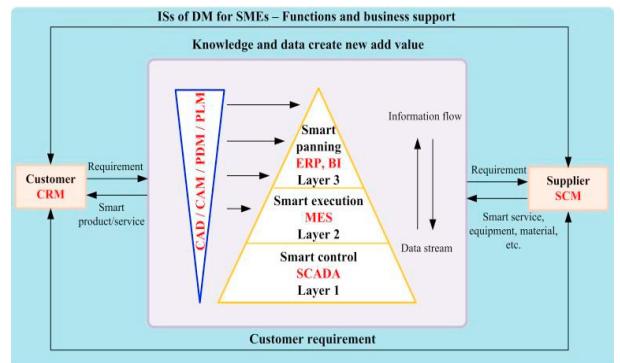 ISs of DM for SMEs – Functions and business support
Knowledge and data create new add value
CAD / CAM / PDM / PLM
Smart
panning
ERP, BI
Layer 3
Smart execution
MES
Layer 2
Smart control
SCADA
Layer 1
Information flow
Data stream
Customer
CRM
Requirement
Smart
product/service
Requirement
Smart service,
equipment, material,
etc.
Supplier
SCM
Customer requirement